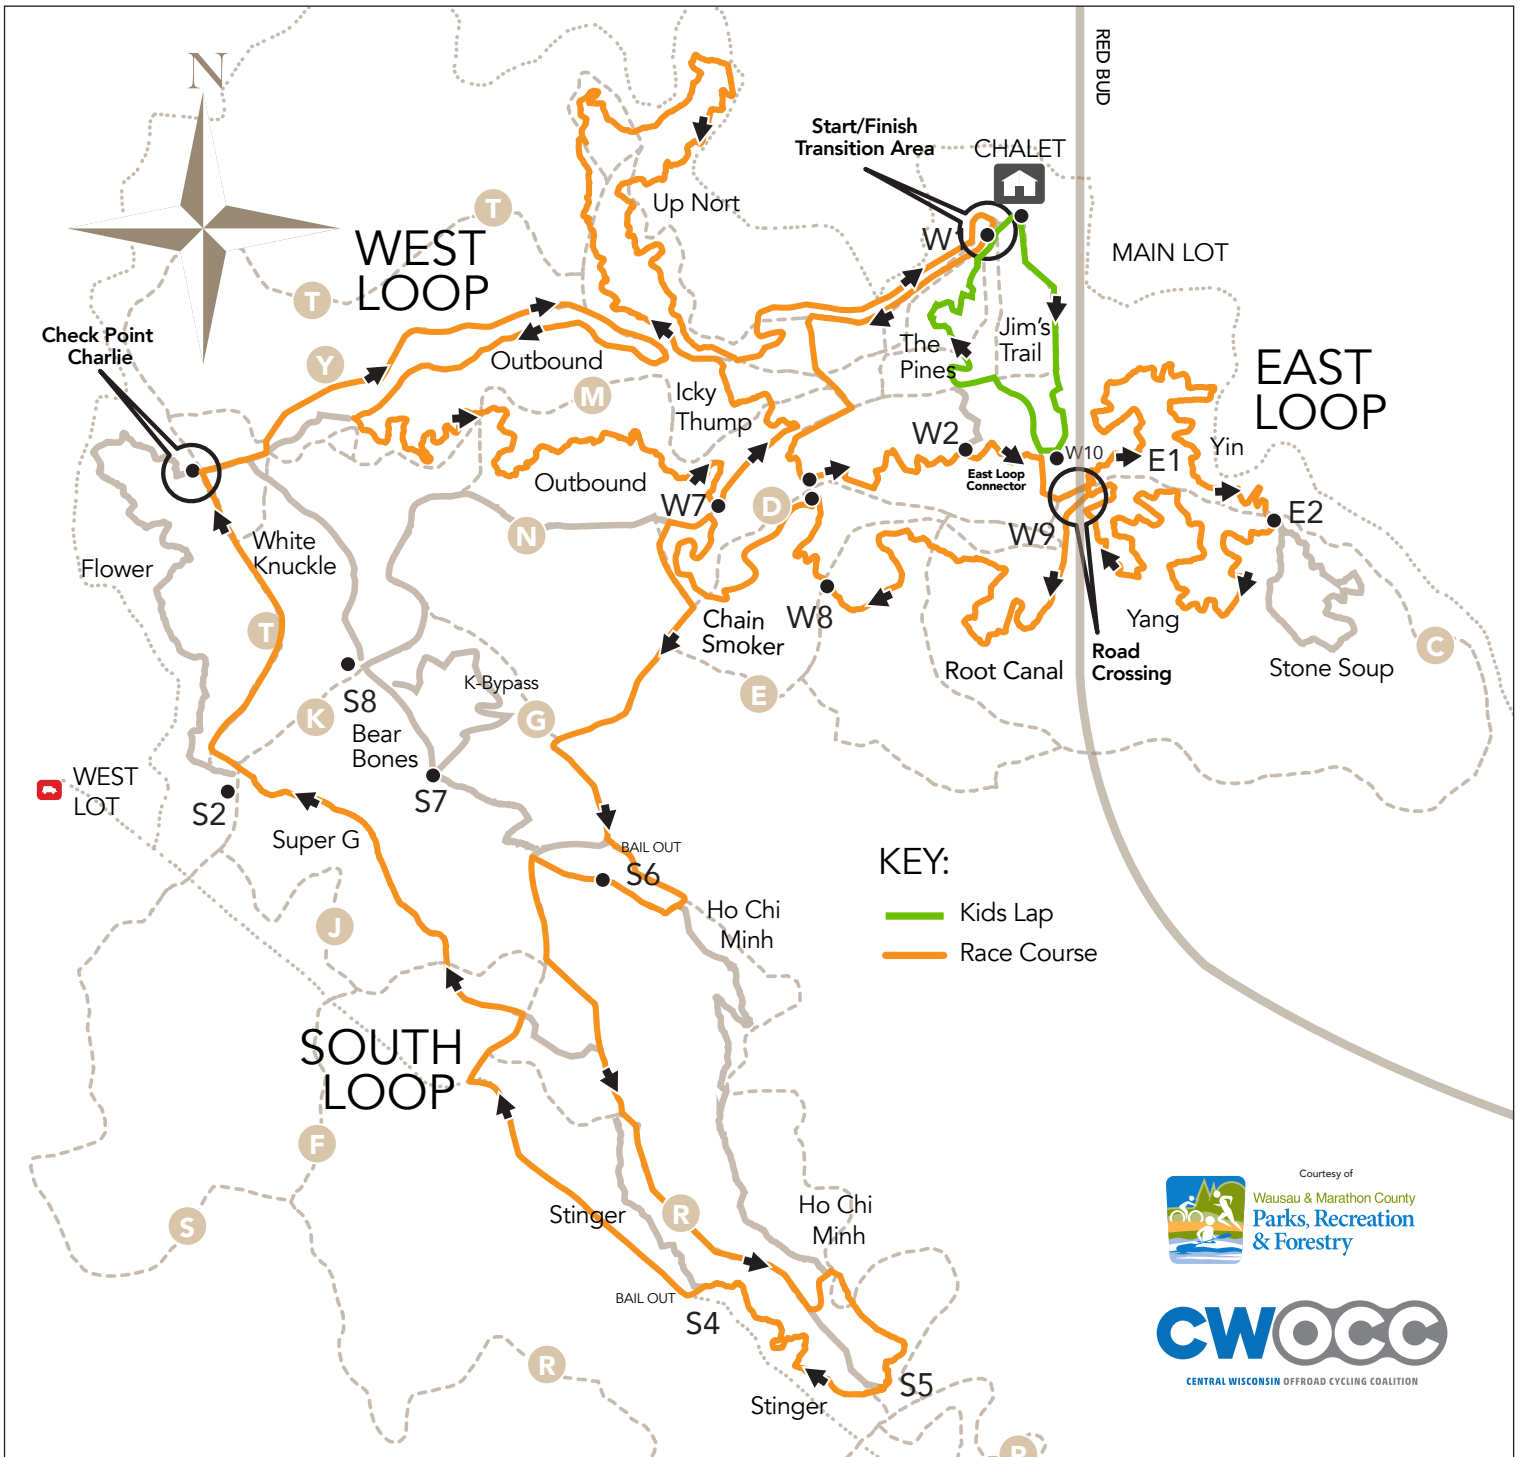 N
RED BUD
Start/Finish
Transition Area
CHALET
T
Up Nort
WEST
LOOP
W1
MAIN LOT
T
Check Point
Charlie
Y
Outbound
The
Pines
Jim's
Trail
EAST
LOOP
M
Icky
Thump
W2
W10
E1
Yin
East Loop
Connector
Outbound
W7
D
E2
W9
N
White
Knuckle
Flower
Chain
Smoker
W8
Yang
T
C
Road
Crossing
Root Canal
Stone Soup
K-Bypass
E
S8
K
G
Bear
Bones
WEST
LOT
S7
S2
Super G
BAIL OUT
S6
KEY:
Kids Lap
Race Course
Ho Chi
Minh
J
SOUTH
LOOP
F
Courtesy of
Wausau & Marathon County
Parks, Recreation
& Forestry
S
Stinger
R
Ho Chi
Minh
BAIL OUT
S4
CWOCC
CENTRAL WISCONSIN OFFROAD CYCLING COALITION
R
S5
Stinger
R